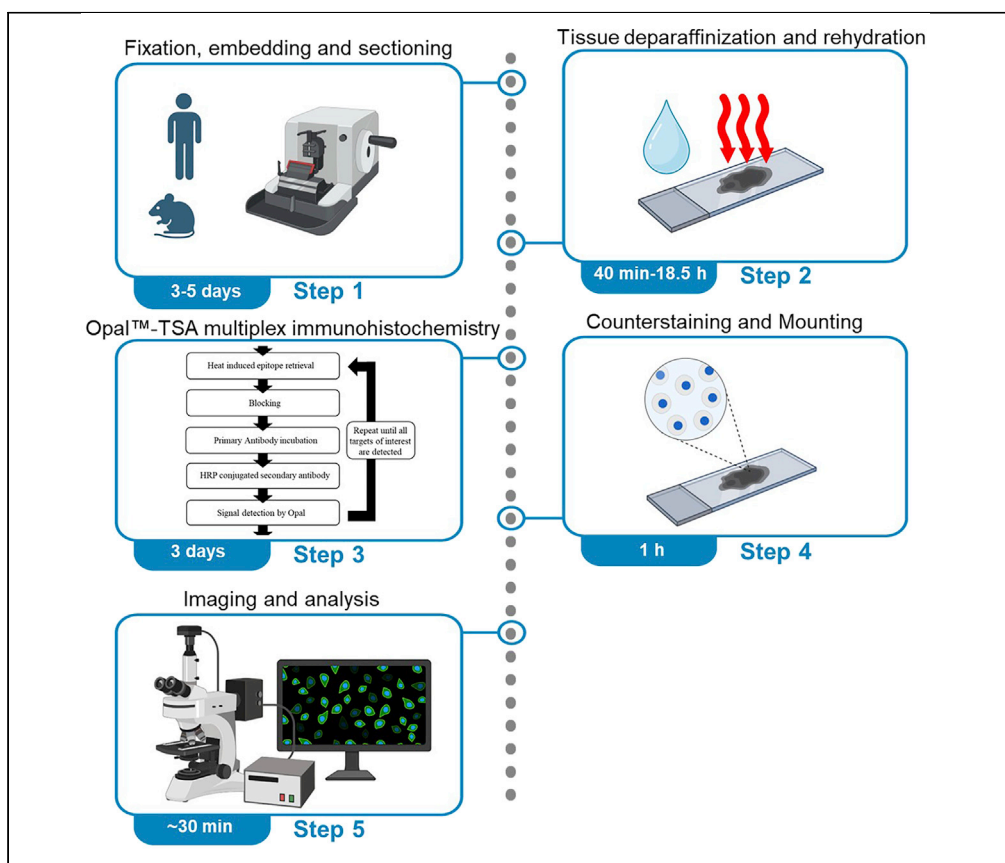 Fixation, embedding and sectioning
3-5 days
Step 1
Tissue deparaffinization and rehydration
40 min-18.5 h
Step 2
Opal™-TSA multiplex immunohistochemistry
Heat induced epitope retrieval
Blocking
Primary Antibody incubation
HRP conjugated secondary antibody
Signal detection by Opal
Repeat until all
targets of interest
are detected
3 days
Step 3
Counterstaining and Mounting
1 h
Step 4
Imaging and analysis
~30 min
Step 5